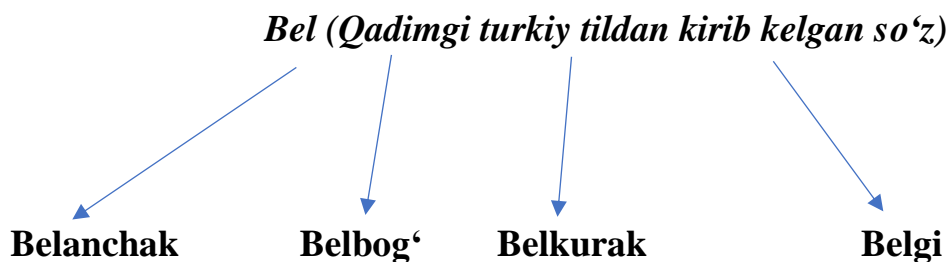 Bel (Qadimgi turkiy tildan kirib kelgan so‘z)
Belanchak Belbog‘ Belkurak Belgi